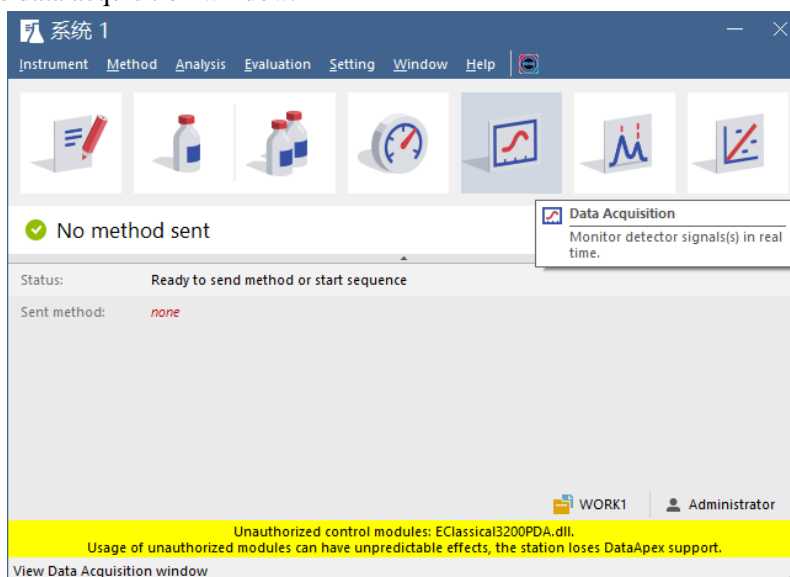 系统 1
Instrument Method Analysis Evaluation Setting Window Help
No method sent
Data Acquisition
Monitor detector signals(s) in real
time.
Status: Ready to send method or start sequence
Sent method: none
WORK1 Administrator
Unauthorized control modules: EClassical3200PDA.dll.
Usage of unauthorized modules can have unpredictable effects, the station loses DataApex support.
View Data Acquisition window